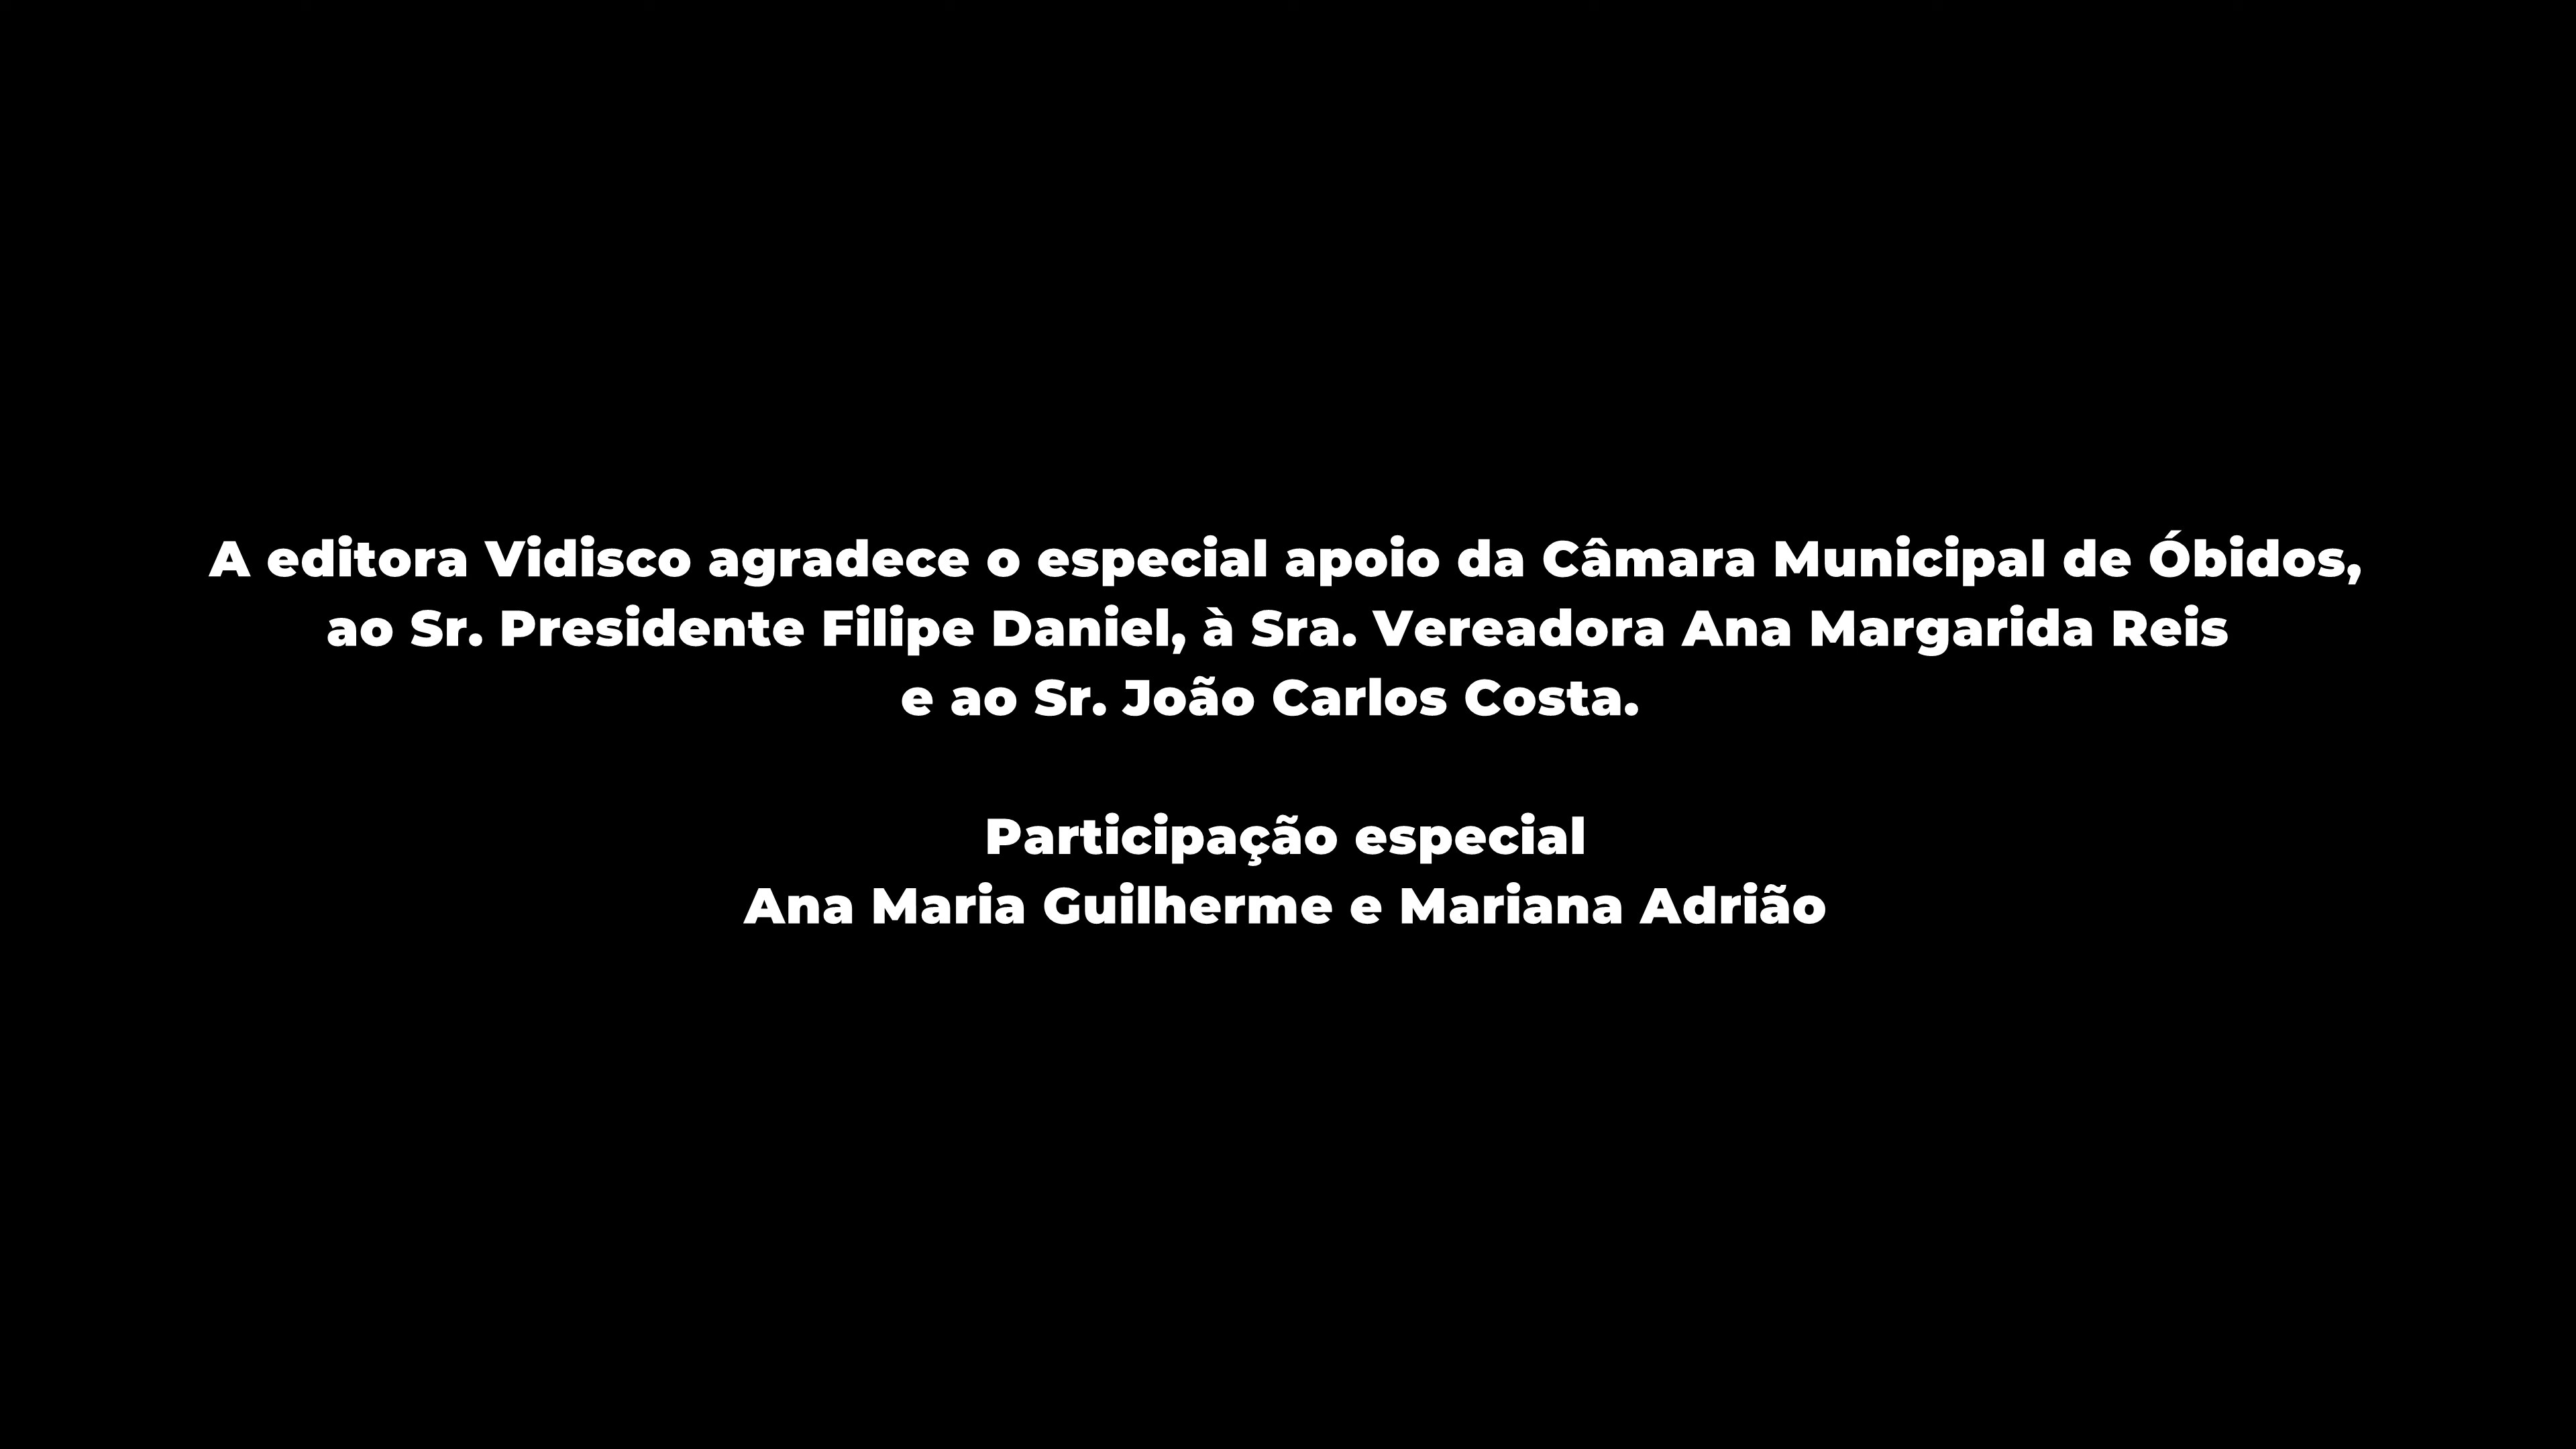 A editora Vidisco agradece o especial apoio da Câmara Municipal de Óbidos,
ao Sr. Presidente Filipe Daniel, à Sra. Vereadora Ana Margarida Reis
e ao Sr. João Carlos Costa.
Participação especial
Ana Maria Guilherme e Mariana Adrião